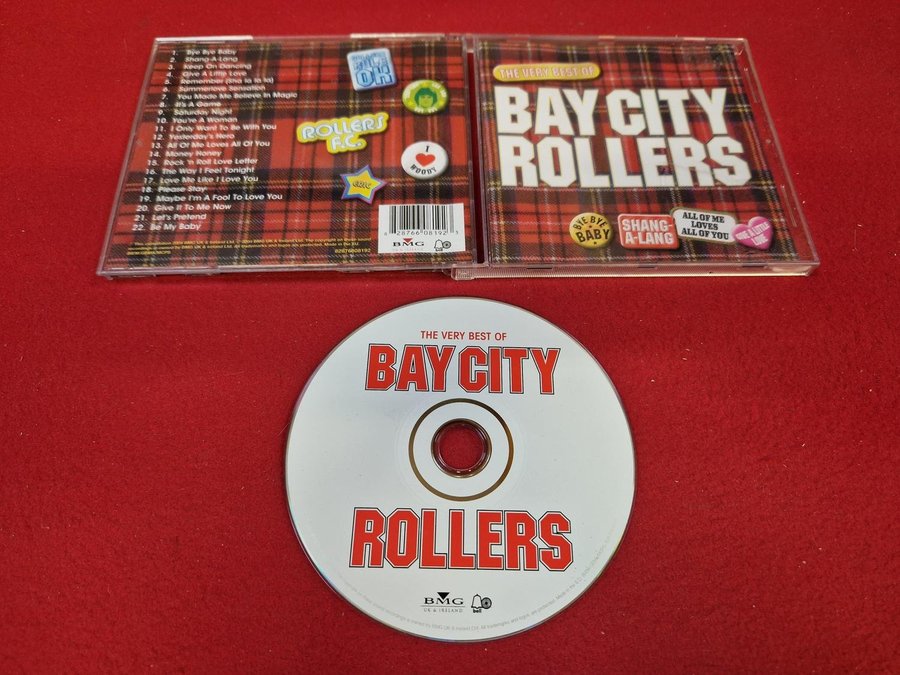 1. Bye Bye Baby
2. Shang-A-Lang
3. Keep On Dancing
4. Give A Little Love
5. Remember (Sha la la la)
6. Summerlove Sensation
7. You Made Me Believe In Magic
8. It's A Game
9. Saturday Night
10. You're A Woman
11. I Only Want To Be With You
12. Yesterday's Hero
13. All Of Me Loves All Of You
14. Money Honey
15. Rock 'n Roll Love Letter
16. The Way I Feel Tonight
17. Love Me Like I Love You
18. Please Stay
19. Maybe I'm A Fool To Love You
20. Give It To Me Now
21. Let's Pretend
22. Be My Baby
ROLLERS
F.C.
I
WOODY
ERIC
BMG
bell
82876608192
THE VERY BEST OF
BAY CITY
ROLLERS
BYE BYE
BABY
SHANG-
A-LANG
ALL OF ME
LOVES
ALL OF YOU
GIVE A LITTLE
LOVE
THE VERY BEST OF
BAY CITY
ROLLERS
BMG
UK & IRELAND
bell